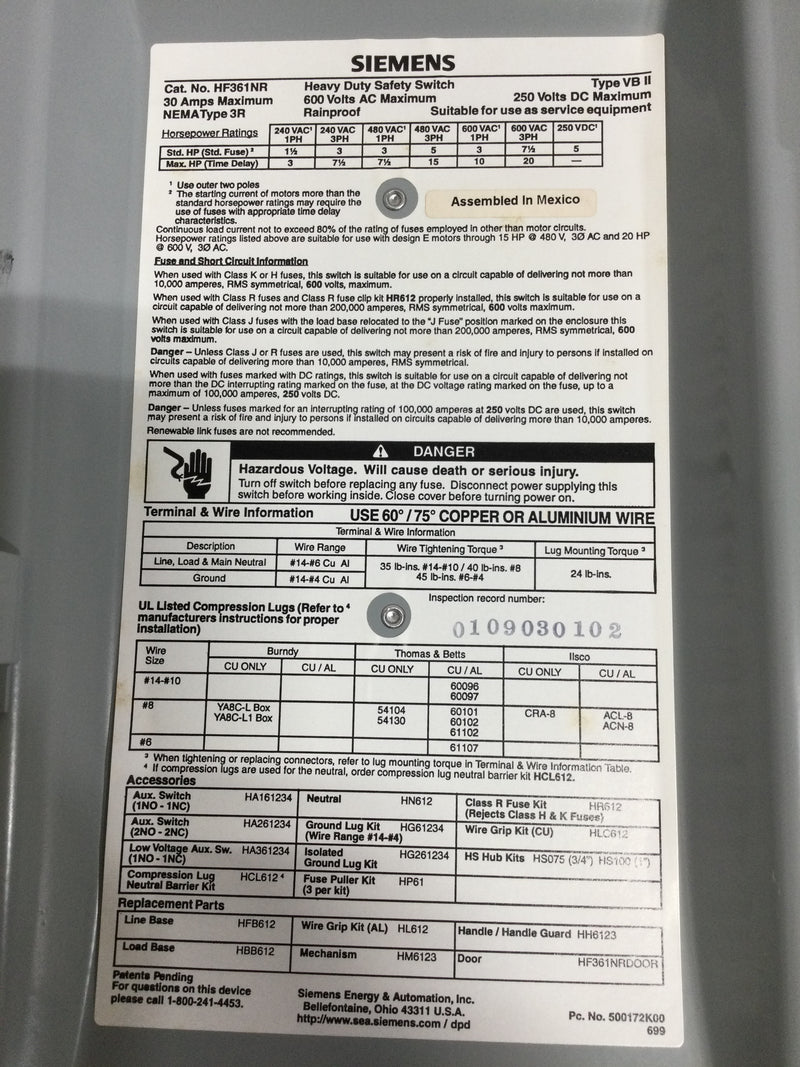 SIEMENS
Cat. No. HF361NR Heavy Duty Safety Switch Type VB II
30 Amps Maximum 600 Volts AC Maximum 250 Volts DC Maximum
NEMA Type 3R Rainproof Suitable for use as service equipment
Horsepower Ratings 240 VAC¹ 1PH 240 VAC 3PH 480 VAC¹ 1PH 480 VAC 3PH 600 VAC¹ 1PH 600 VAC 3PH 250 VDC¹
Std. HP (Std. Fuse)² 1½ 3 3 5 3 7½ 5
Max. HP (Time Delay) 3 7½ 7½ 15 10 20 —
¹ Use outer two poles
² The starting current of motors more than the
standard horsepower ratings may require the
use of fuses with appropriate time delay
characteristics.
Assembled In Mexico
Continuous load current not to exceed 80% of the rating of fuses employed in other than motor circuits.
Horsepower ratings listed above are suitable for use with design E motors through 15 HP @ 480 V, 3Ø AC and 20 HP
@ 600 V, 3Ø AC.
Fuse and Short Circuit Information
When used with Class K or H fuses, this switch is suitable for use on a circuit capable of delivering not more than
10,000 amperes, RMS symmetrical, 600 volts, maximum.
When used with Class R fuses and Class R fuse clip kit HR612 properly installed, this switch is suitable for use on a
circuit capable of delivering not more than 200,000 amperes, RMS symmetrical, 600 volts maximum.
When used with Class J fuses with the load base relocated to the "J Fuse" position marked on the enclosure this
switch is suitable for use on a circuit capable of delivering not more than 200,000 amperes, RMS symmetrical, 600
volts maximum.
Danger – Unless Class J or R fuses are used, this switch may present a risk of fire and injury to persons if installed on
circuits capable of delivering more than 10,000 amperes, RMS symmetrical.
When used with fuses marked with DC ratings, this switch is suitable for use on a circuit capable of delivering not
more than the DC interrupting rating marked on the fuse, at the DC voltage rating marked on the fuse, up to a
maximum of 100,000 amperes, 250 volts DC.
Danger – Unless fuses marked for an interrupting rating of 100,000 amperes at 250 volts DC are used, this switch
may present a risk of fire and injury to persons if installed on circuits capable of delivering more than 10,000 amperes.
Renewable link fuses are not recommended.
DANGER
Hazardous Voltage. Will cause death or serious injury.
Turn off switch before replacing any fuse. Disconnect power supplying this
switch before working inside. Close cover before turning power on.
Terminal & Wire Information USE 60°/75° COPPER OR ALUMINIUM WIRE
Terminal & Wire Information
Description Wire Range Wire Tightening Torque ³ Lug Mounting Torque ³
Line, Load & Main Neutral #14-#6 Cu Al 35 lb-ins. #14-#10 / 40 lb-ins. #8
45 lb-ins. #6-#4 24 lb-ins.
Ground #14-#4 Cu Al
UL Listed Compression Lugs (Refer to ⁴
manufacturers instructions for proper
installation)
Inspection record number:
0109030102
Wire Size Burndy Thomas & Betts Ilsco
CU ONLY CU / AL CU ONLY CU / AL CU ONLY CU / AL
#14-#10 60096
60097
#8 YA8C-L Box 54104 60101 CRA-8 ACL-8
YA8C-L1 Box 54130 60102 ACN-8
61102
#6 61107
³ When tightening or replacing connectors, refer to lug mounting torque in Terminal & Wire Information Table.
⁴ If compression lugs are used for the neutral, order compression lug neutral barrier kit HCL612.
Accessories
Aux. Switch (1NO - 1NC) HA161234 Neutral HN612 Class R Fuse Kit (Rejects Class H & K Fuses) HR612
Aux. Switch (2NO - 2NC) HA261234 Ground Lug Kit (Wire Range #14-#4) HG61234 Wire Grip Kit (CU) HLC612
Low Voltage Aux. Sw. (1NO - 1NC) HA361234 Isolated Ground Lug Kit HG261234 HS Hub Kits HS075 (3/4") HS100 (1")
Compression Lug Neutral Barrier Kit HCL612 ⁴ Fuse Puller Kit (3 per kit) HP61
Replacement Parts
Line Base HFB612 Wire Grip Kit (AL) HL612 Handle / Handle Guard HH6123
Load Base HBB612 Mechanism HM6123 Door HF361NRDOOR
Patents Pending
For questions on this device
please call 1-800-241-4453.
Siemens Energy & Automation, Inc.
Bellefontaine, Ohio 43311 U.S.A.
http://www.sea.siemens.com / dpd
Pc. No. 500172K00
699